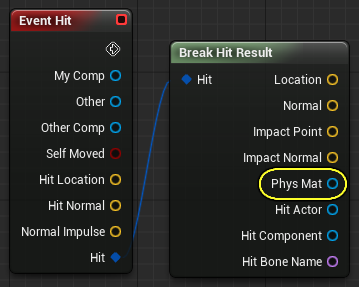 Event Hit
My Comp
Other
Other Comp
Self Moved
Hit Location
Hit Normal
Normal Impulse
Hit
Break Hit Result
Hit
Location
Normal
Impact Point
Impact Normal
Phys Mat
Hit Actor
Hit Component
Hit Bone Name